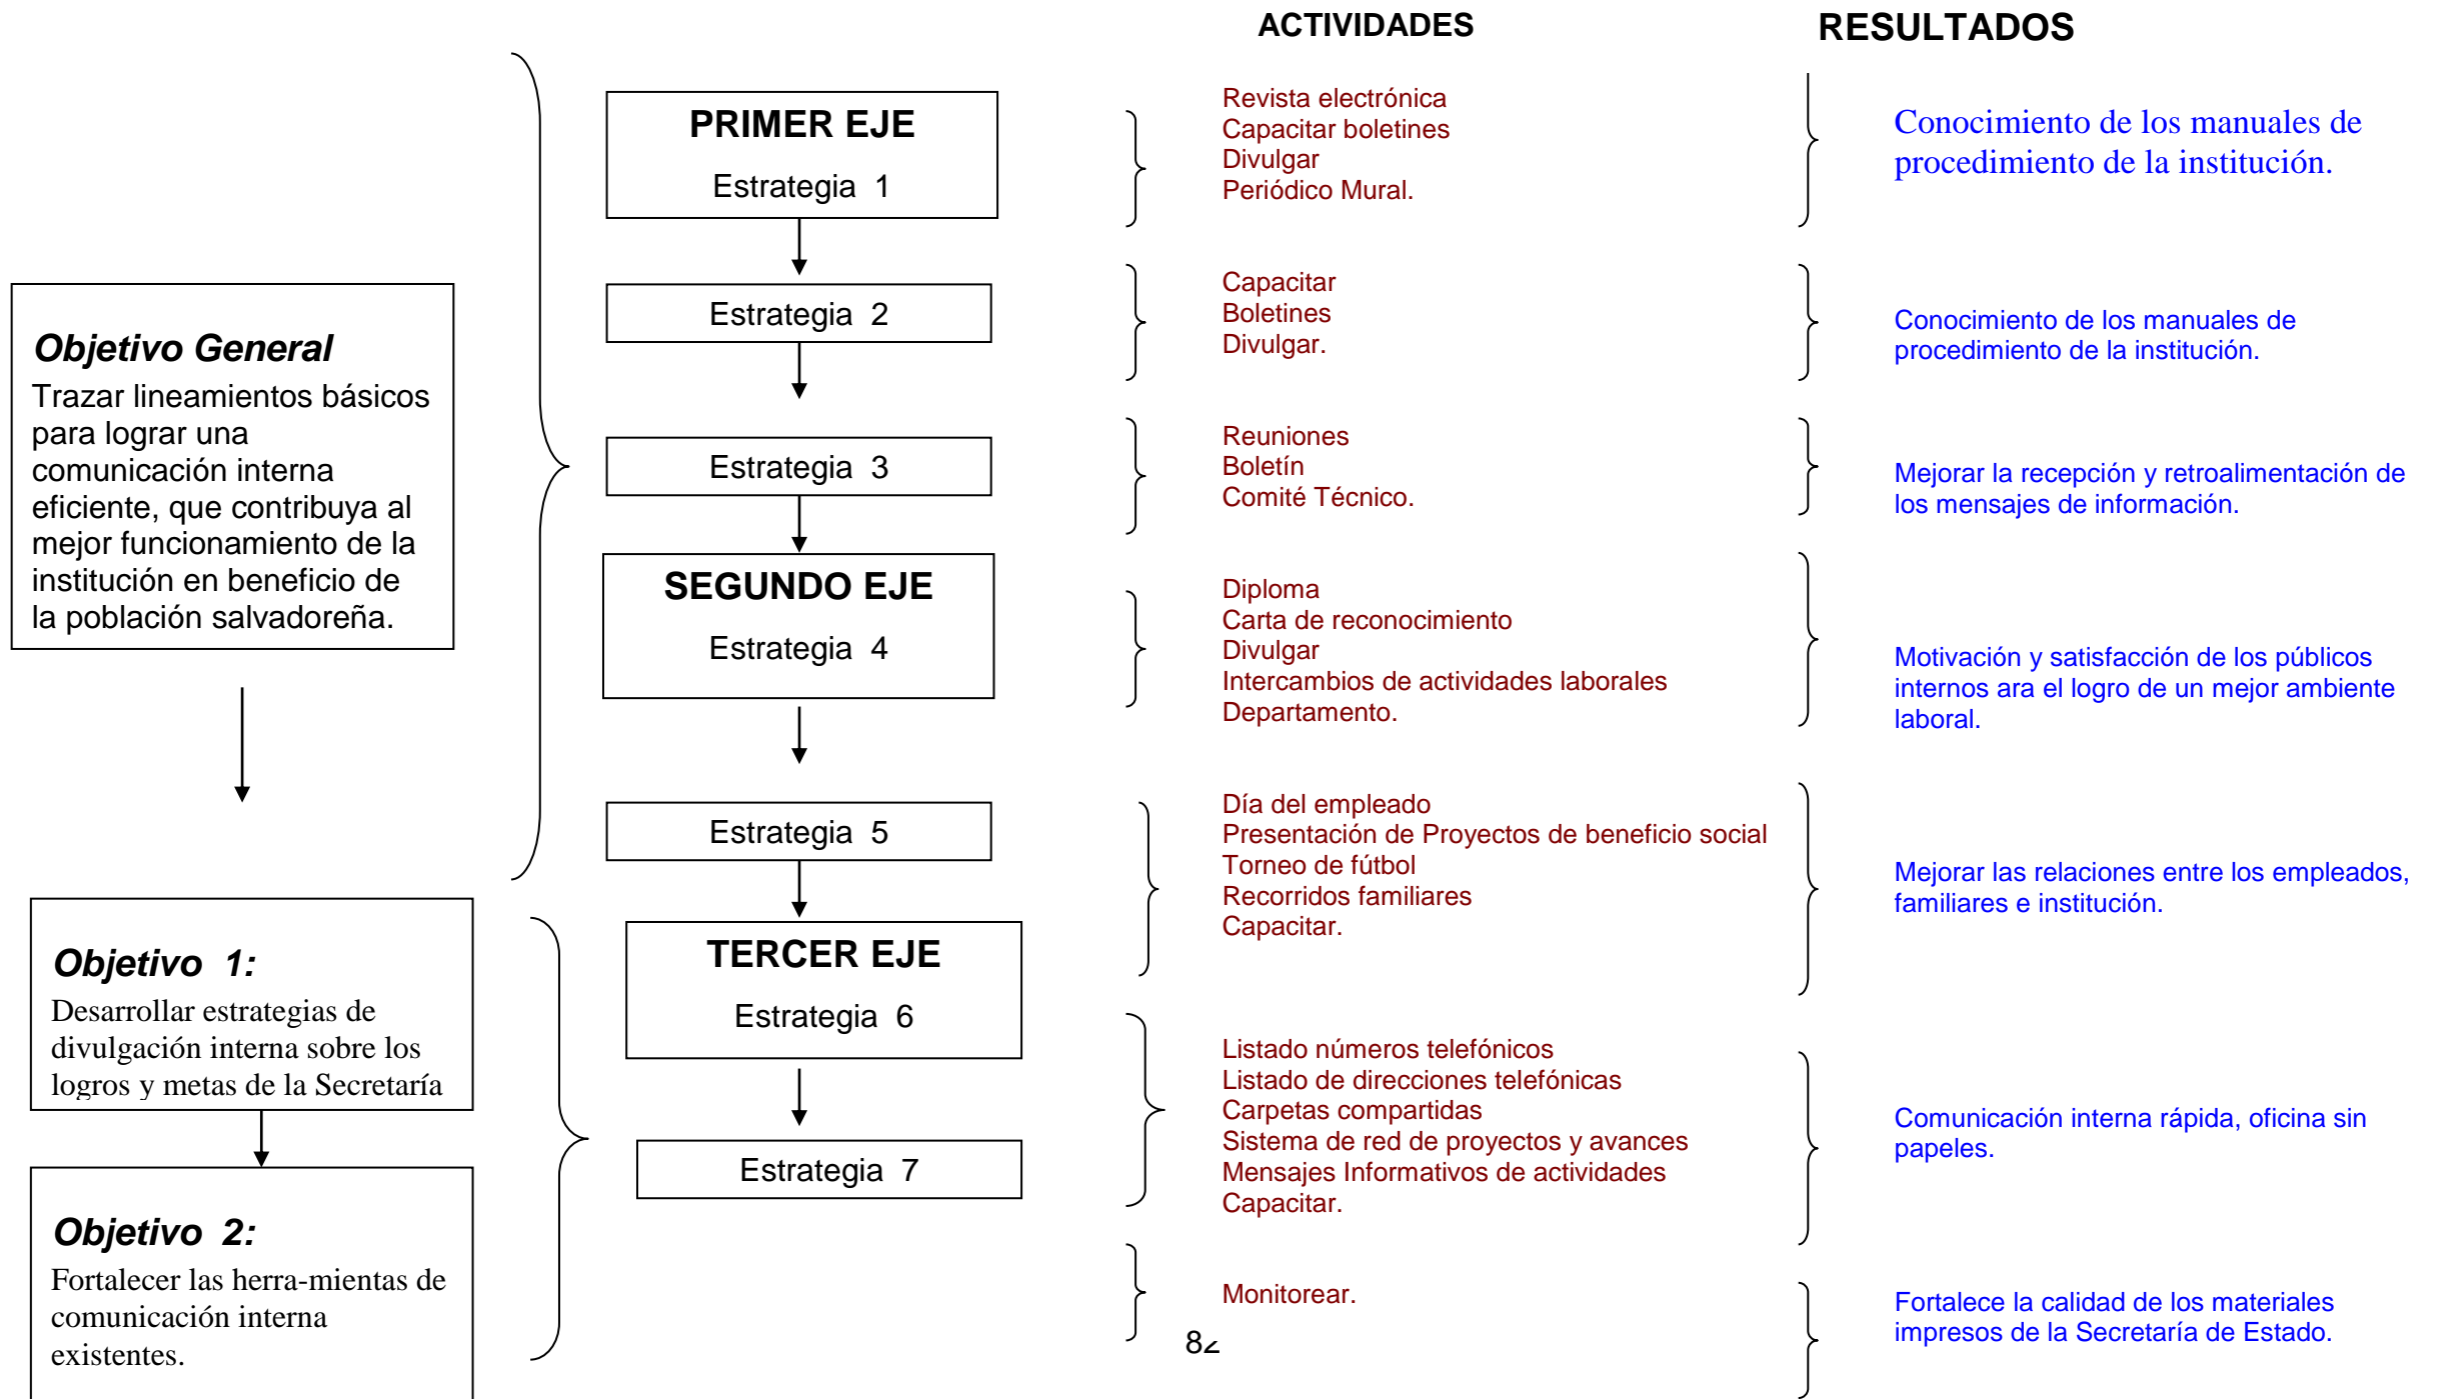 ACTIVIDADES
RESULTADOS
Objetivo General
Trazar lineamientos básicos
para lograr una
comunicación interna
eficiente, que contribuya al
mejor funcionamiento de la
institución en beneficio de
la población salvadoreña.
Objetivo 1:
Desarrollar estrategias de
divulgación interna sobre los
logros y metas de la Secretaría
Objetivo 2:
Fortalecer las herra-mientas de
comunicación interna
existentes.
PRIMER EJE
Estrategia 1
Estrategia 2
Estrategia 3
SEGUNDO EJE
Estrategia 4
Estrategia 5
TERCER EJE
Estrategia 6
Estrategia 7
Revista electrónica
Capacitar boletines
Divulgar
Periódico Mural.
Capacitar
Boletines
Divulgar.
Reuniones
Boletín
Comité Técnico.
Diploma
Carta de reconocimiento
Divulgar
Intercambios de actividades laborales
Departamento.
Día del empleado
Presentación de Proyectos de beneficio social
Torneo de fútbol
Recorridos familiares
Capacitar.
Listado números telefónicos
Listado de direcciones telefónicas
Carpetas compartidas
Sistema de red de proyectos y avances
Mensajes Informativos de actividades
Capacitar.
Monitorear.
Conocimiento de los manuales de
procedimiento de la institución.
Conocimiento de los manuales de
procedimiento de la institución.
Mejorar la recepción y retroalimentación de
los mensajes de información.
Motivación y satisfacción de los públicos
internos ara el logro de un mejor ambiente
laboral.
Mejorar las relaciones entre los empleados,
familiares e institución.
Comunicación interna rápida, oficina sin
papeles.
Fortalece la calidad de los materiales
impresos de la Secretaría de Estado.
82